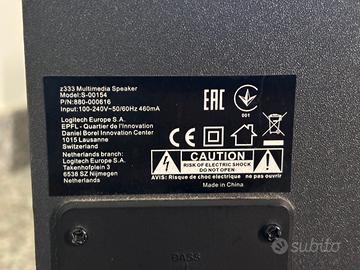 z333 Multimedia Speaker
Model:S-00154
P/N:880-000616
Input:100-240V~50/60Hz 460mA
Logitech Europe S.A.
EPFL - Quartier de l'Innovation
Daniel Borel Innovation Center
1015 Lausanne
Switzerland
Netherlands branch:
Logitech Europe S.A.
Takenhofplein 3
6538 SZ Nijmegen
Netherlands
EAC
001
CE
CAUTION
RISK OF ELECTRIC SHOCK
DO NOT OPEN
AVIS: Risque de choc electrique ne pas ouvrir
Made in China
BASS
subito